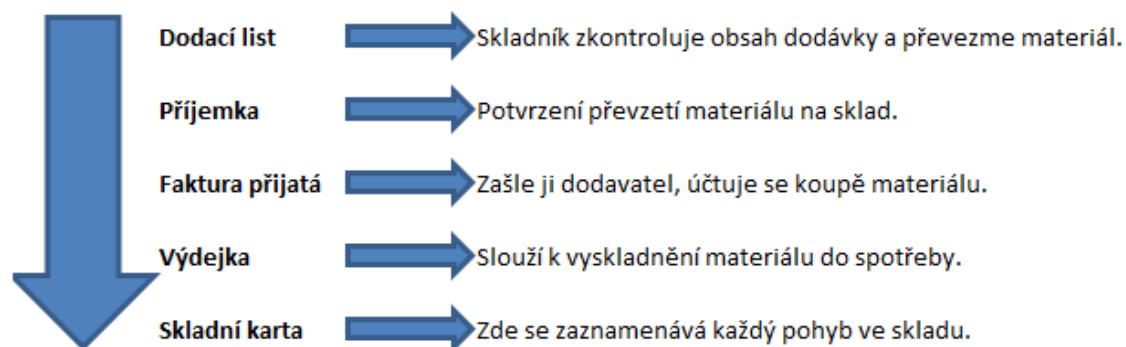 Dodací list Skladník zkontroluje obsah dodávky a převezme materiál.
Příjemka Potvrzení převzetí materiálu na sklad.
Faktura přijatá Zašle ji dodavatel, účtuje se koupě materiálu.
Výdejka Slouží k vyskladnění materiálu do spotřeby.
Skladní karta Zde se zaznamenává každý pohyb ve skladu.